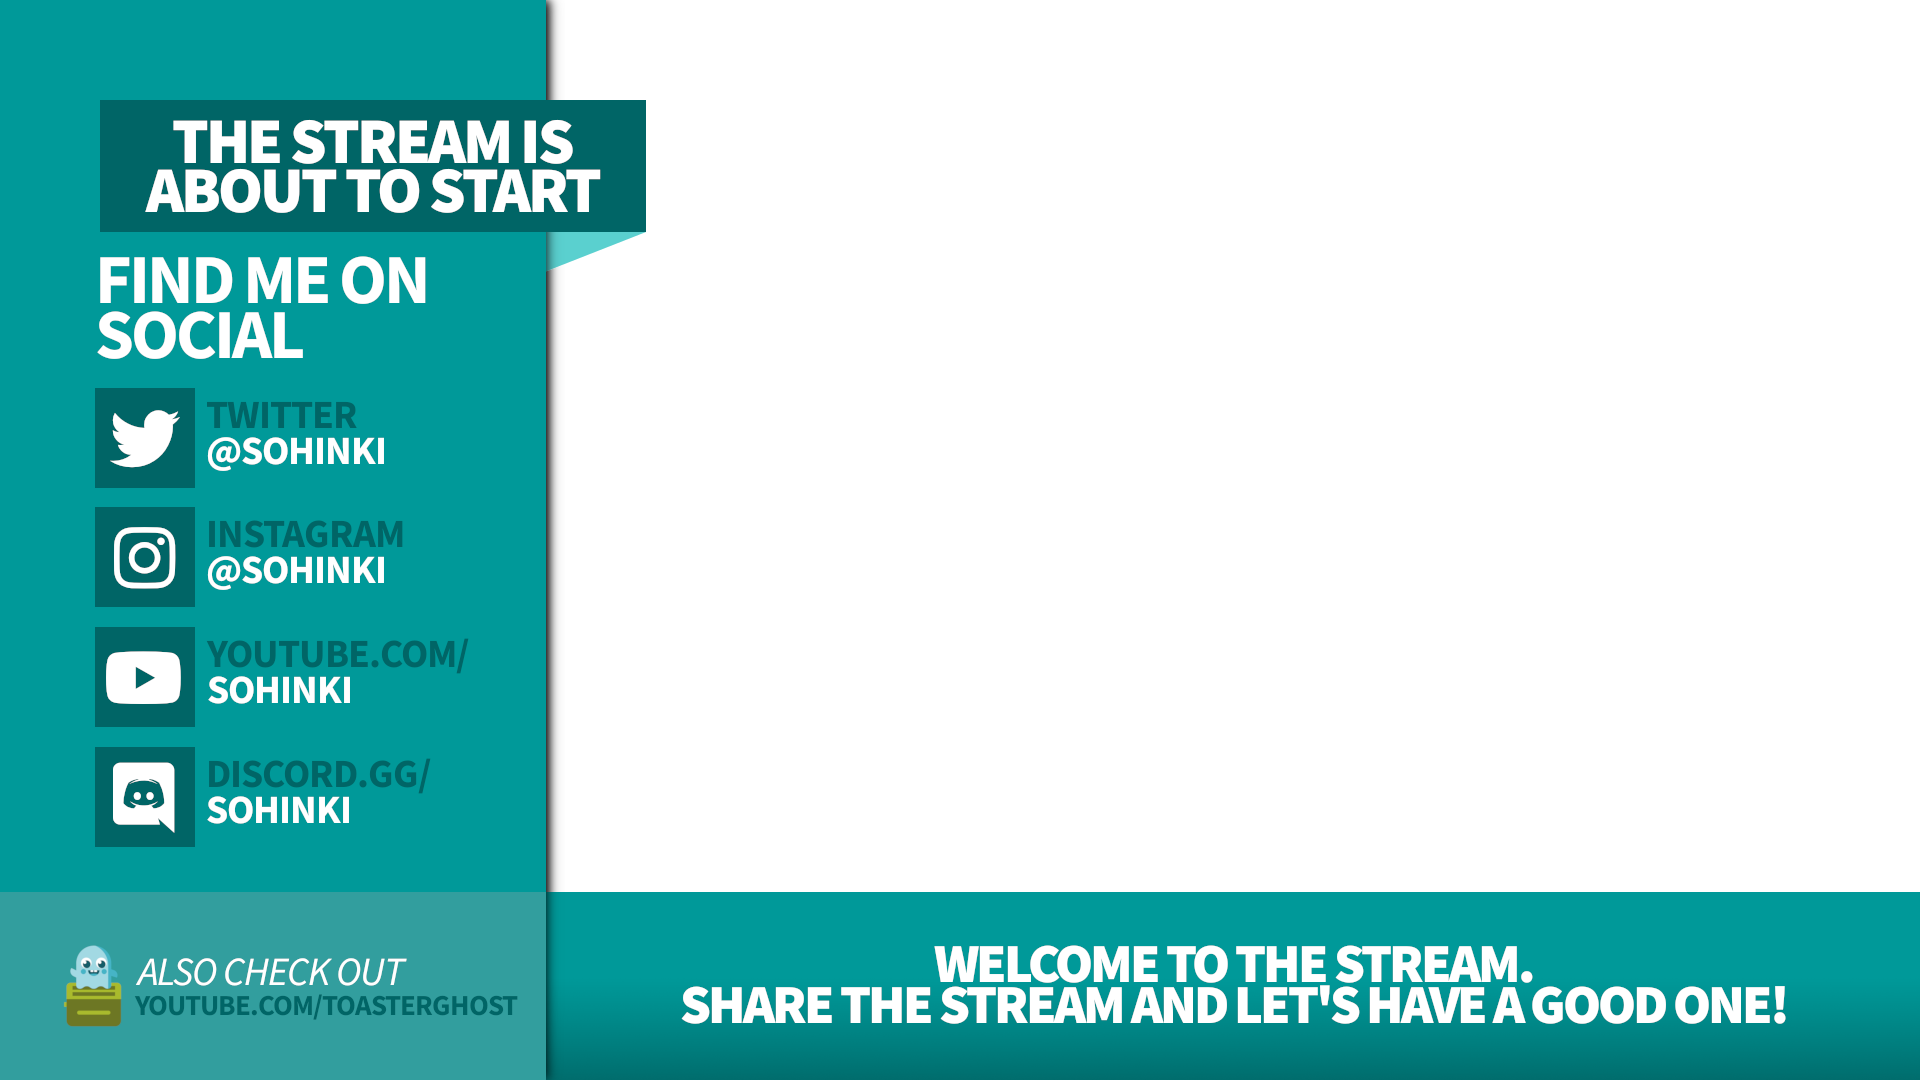 THE STREAM IS
ABOUT TO START
FIND ME ON
SOCIAL
TWITTER
@SOHINKI
INSTAGRAM
@SOHINKI
YOUTUBE.COM/
SOHINKI
DISCORD.GG/
SOHINKI
ALSO CHECK OUT
YOUTUBE.COM/TOASTERGHOST
WELCOME TO THE STREAM.
SHARE THE STREAM AND LET'S HAVE A GOOD ONE!